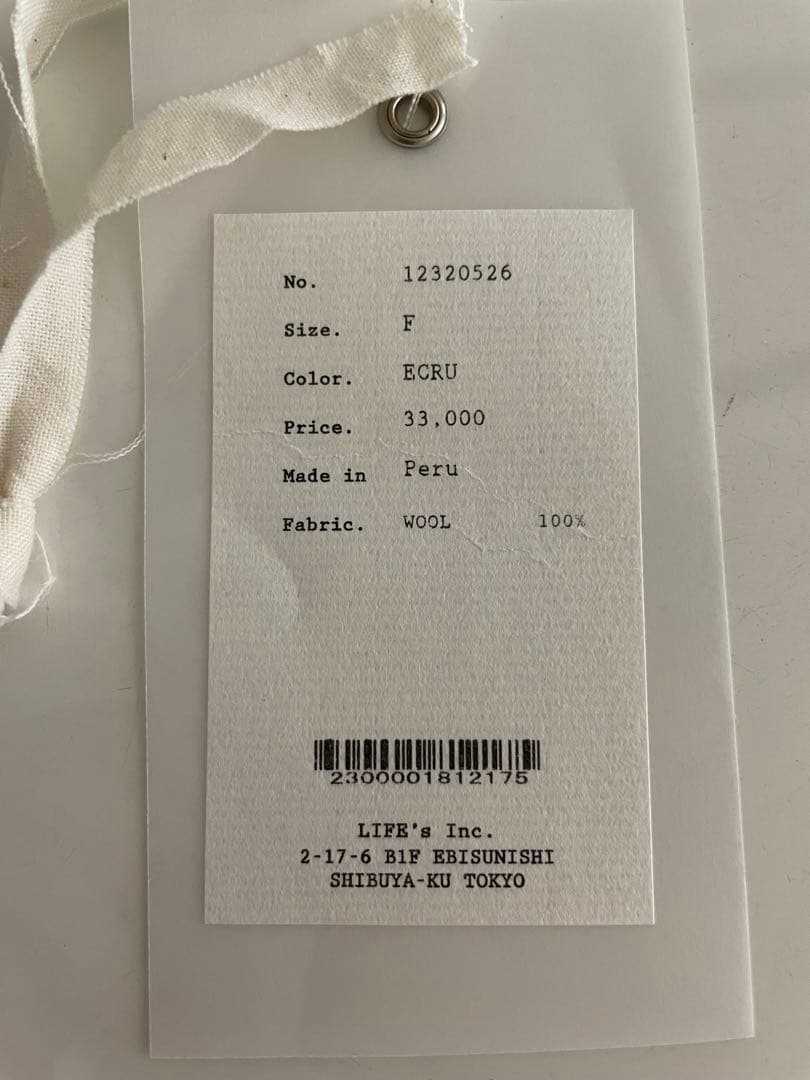 No. 12320526
Size. F
Color. ECRU
Price. 33,000
Made in Peru
Fabric. WOOL 100%
2300001812175
LIFE's Inc.
2-17-6 B1F EBISUNISHI
SHIBUYA-KU TOKYO